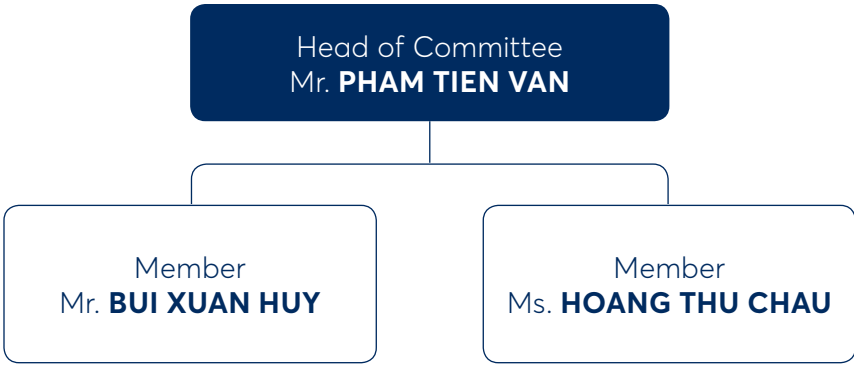 Head of Committee
Mr. PHAM TIEN VAN
Member
Mr. BUI XUAN HUY
Member
Ms. HOANG THU CHAU